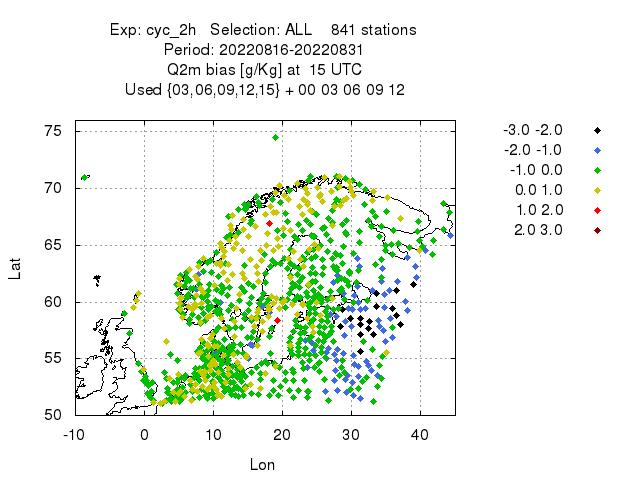 Exp: cyc_2h   Selection: ALL    841 stations
Period: 20220816-20220831
Q2m bias [g/Kg] at  15 UTC
Used {03,06,09,12,15} + 00 03 06 09 12
-3.0 -2.0
-2.0 -1.0
-1.0 0.0
0.0 1.0
1.0 2.0
2.0 3.0
75
70
65
60
55
50
Lat
-10 0 10 20 30 40
Lon